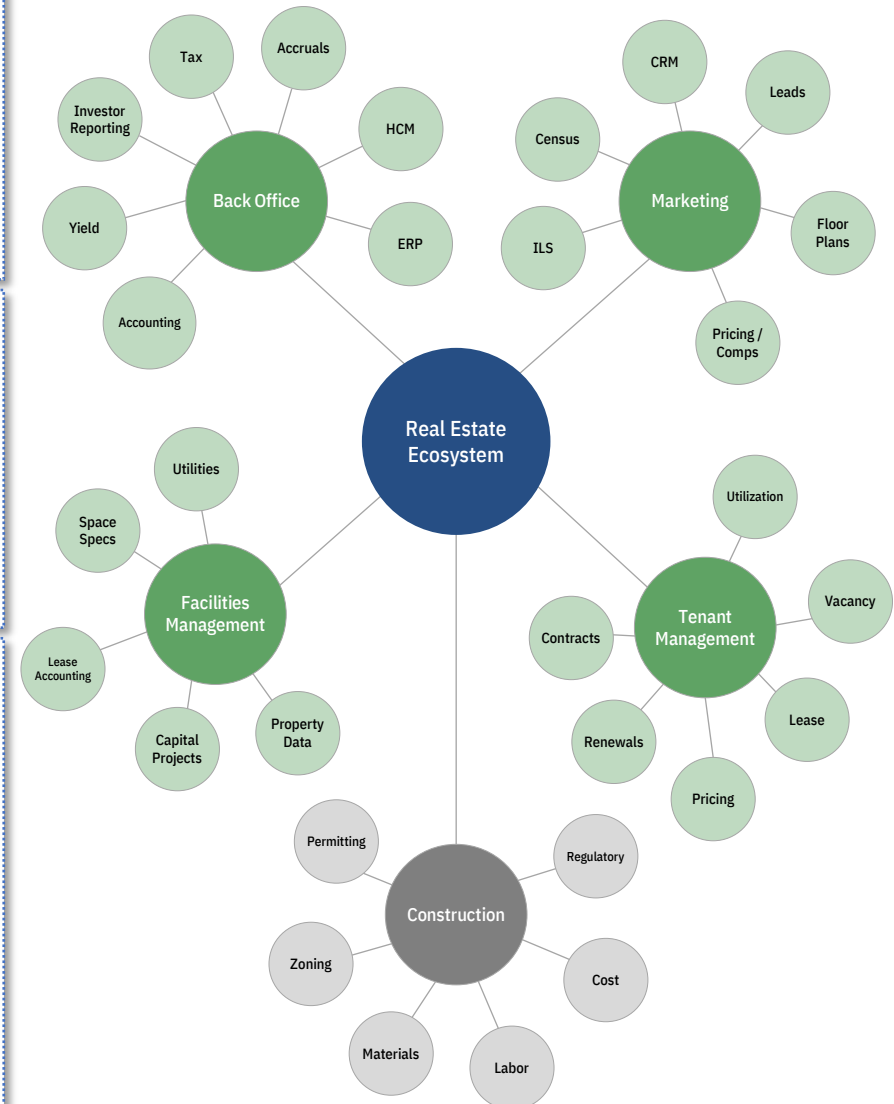 Accruals
Tax
CRM
Leads
Investor
Reporting
HCM
Census
Back Office
Marketing
Yield
ERP
ILS
Floor
Plans
Accounting
Pricing /
Comps
Real Estate
Ecosystem
Utilities
Utilization
Space
Specs
Facilities
Management
Vacancy
Tenant
Management
Contracts
Lease
Accounting
Lease
Property
Data
Capital
Projects
Renewals
Pricing
Permitting
Regulatory
Construction
Zoning
Cost
Materials
Labor